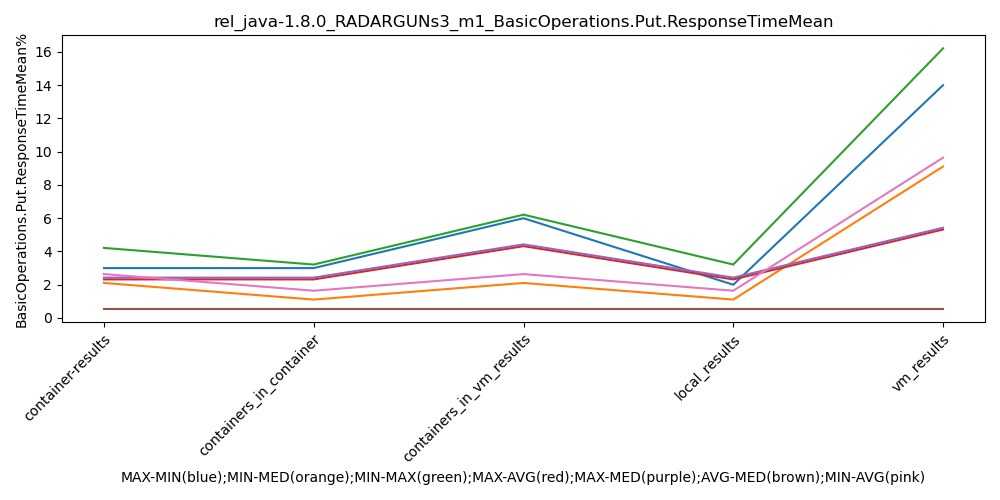 rel_java-1.8.0_RADARGUNs3_m1_BasicOperations.Put.ResponseTimeMean
BasicOperations.Put.ResponseTimeMean%
16
14
12
10
8
6
4
2
0
container-results
containers_in_container
containers_in_vm_results
local_results
vm_results
MAX-MIN(blue);MIN-MED(orange);MIN-MAX(green);MAX-AVG(red);MAX-MED(purple);AVG-MED(brown);MIN-AVG(pink)